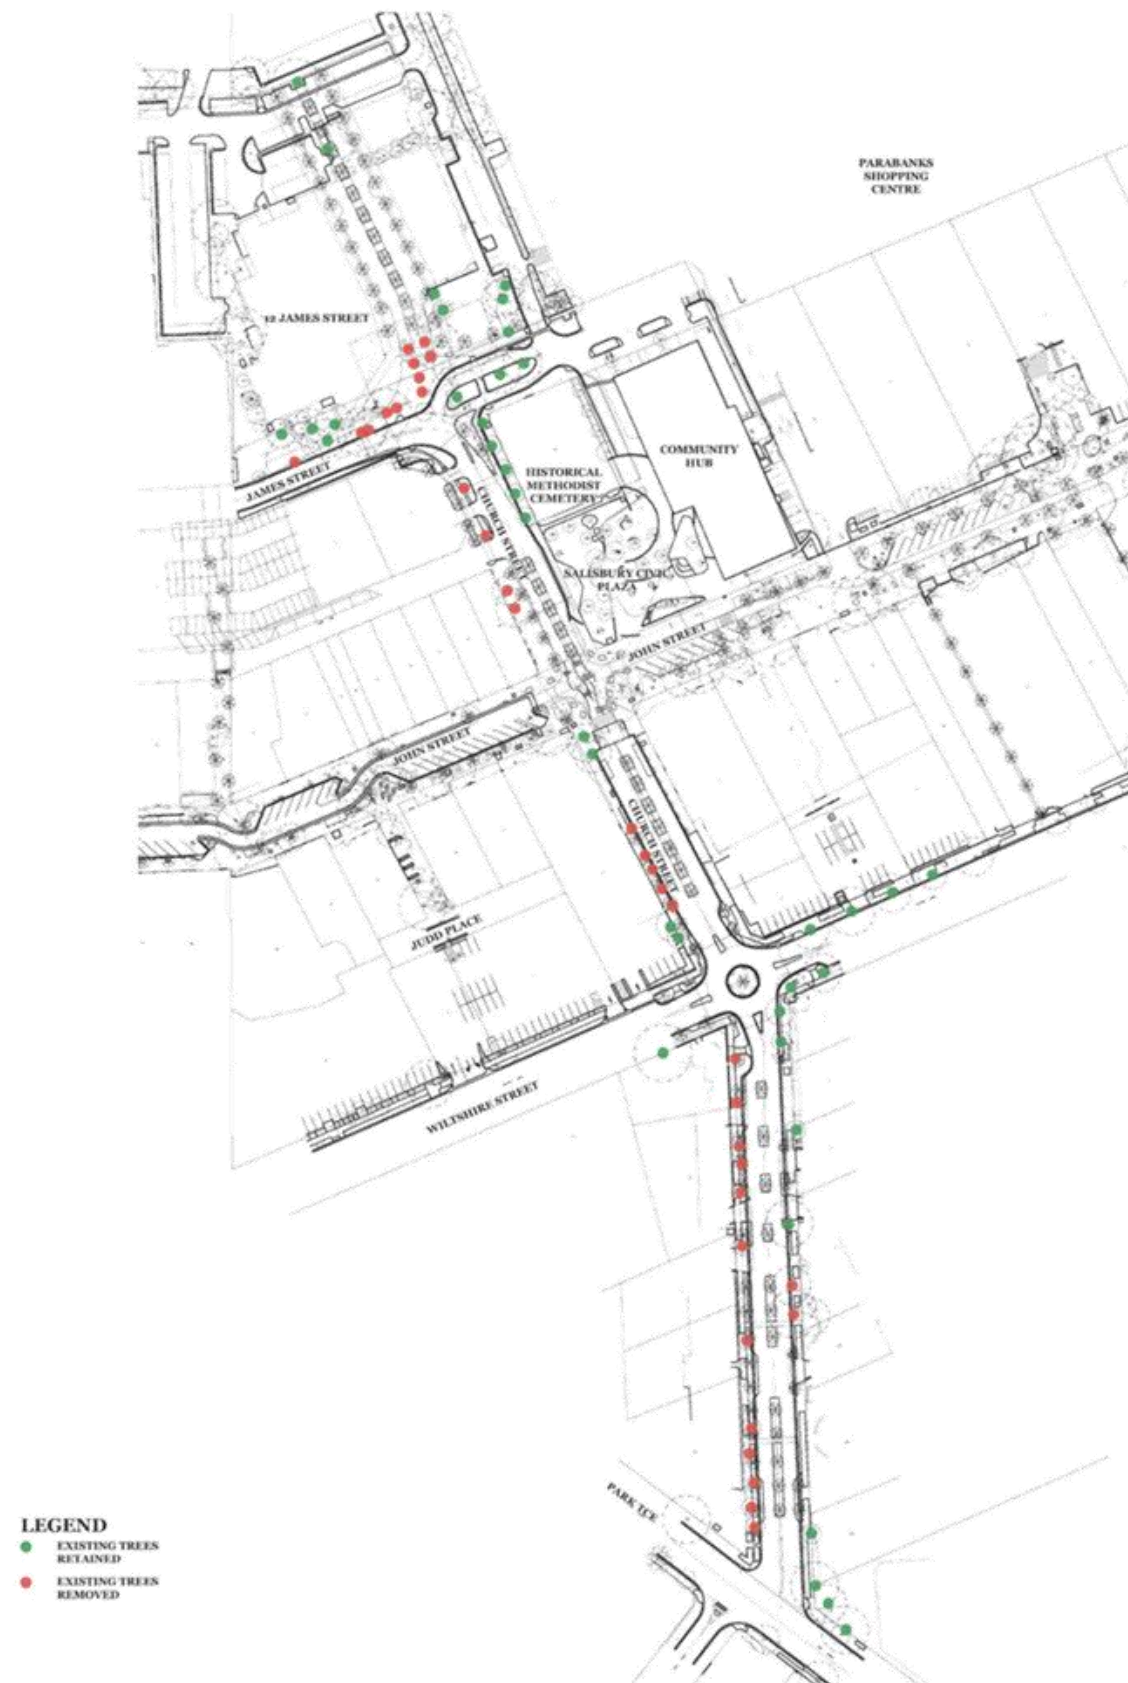 PARABANKS
SHOPPING
CENTRE
12 JAMES STREET
COMMUNITY
HUB
HISTORICAL
METHODIST
CEMETERY
JAMES STREET
CHURCH STREET
SALISBURY CIVIC
PLAZA
JOHN STREET
JOHN STREET
CHURCH STREET
JUDD PLACE
WILTSHIRE STREET
PARK TCE
LEGEND
EXISTING TREES
RETAINED
EXISTING TREES
REMOVED